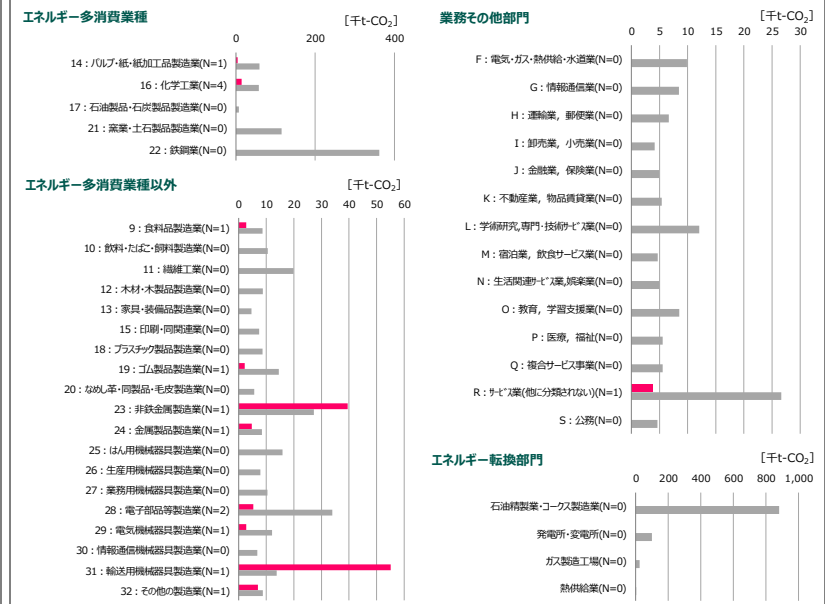 エネルギー多消費業種
[千t-CO₂]
0 200 400
14：パルプ・紙・紙加工品製造業(N=1)
16：化学工業(N=4)
17：石油製品・石炭製品製造業(N=0)
21：窯業・土石製品製造業(N=0)
22：鉄鋼業(N=0)
エネルギー多消費業種以外
[千t-CO₂]
0 10 20 30 40 50 60
9：食料品製造業(N=1)
10：飲料・たばこ・飼料製造業(N=0)
11：繊維工業(N=0)
12：木材・木製品製造業(N=0)
13：家具・装備品製造業(N=0)
15：印刷・同関連業(N=0)
18：プラスチック製品製造業(N=0)
19：ゴム製品製造業(N=1)
20：なめし革・同製品・毛皮製造業(N=0)
23：非鉄金属製造業(N=1)
24：金属製品製造業(N=1)
25：はん用機械器具製造業(N=0)
26：生産用機械器具製造業(N=0)
27：業務用機械器具製造業(N=0)
28：電子部品等製造業(N=2)
29：電気機械器具製造業(N=1)
30：情報通信機械器具製造業(N=0)
31：輸送用機械器具製造業(N=1)
32：その他の製造業(N=1)
業務その他部門
[千t-CO₂]
0 5 10 15 20 25 30
F：電気・ガス・熱供給・水道業(N=0)
G：情報通信業(N=0)
H：運輸業，郵便業(N=0)
I：卸売業，小売業(N=0)
J：金融業，保険業(N=0)
K：不動産業，物品賃貸業(N=0)
L：学術研究,専門・技術ｻｰﾋﾞｽ業(N=0)
M：宿泊業，飲食サービス業(N=0)
N：生活関連ｻｰﾋﾞｽ業,娯楽業(N=0)
O：教育，学習支援業(N=0)
P：医療，福祉(N=0)
Q：複合サービス事業(N=0)
R：ｻｰﾋﾞｽ業(他に分類されない)(N=1)
S：公務(N=0)
エネルギー転換部門
[千t-CO₂]
0 200 400 600 800 1,000
石油精製業・コークス製造業(N=0)
発電所・変電所(N=0)
ガス製造工場(N=0)
熱供給業(N=0)